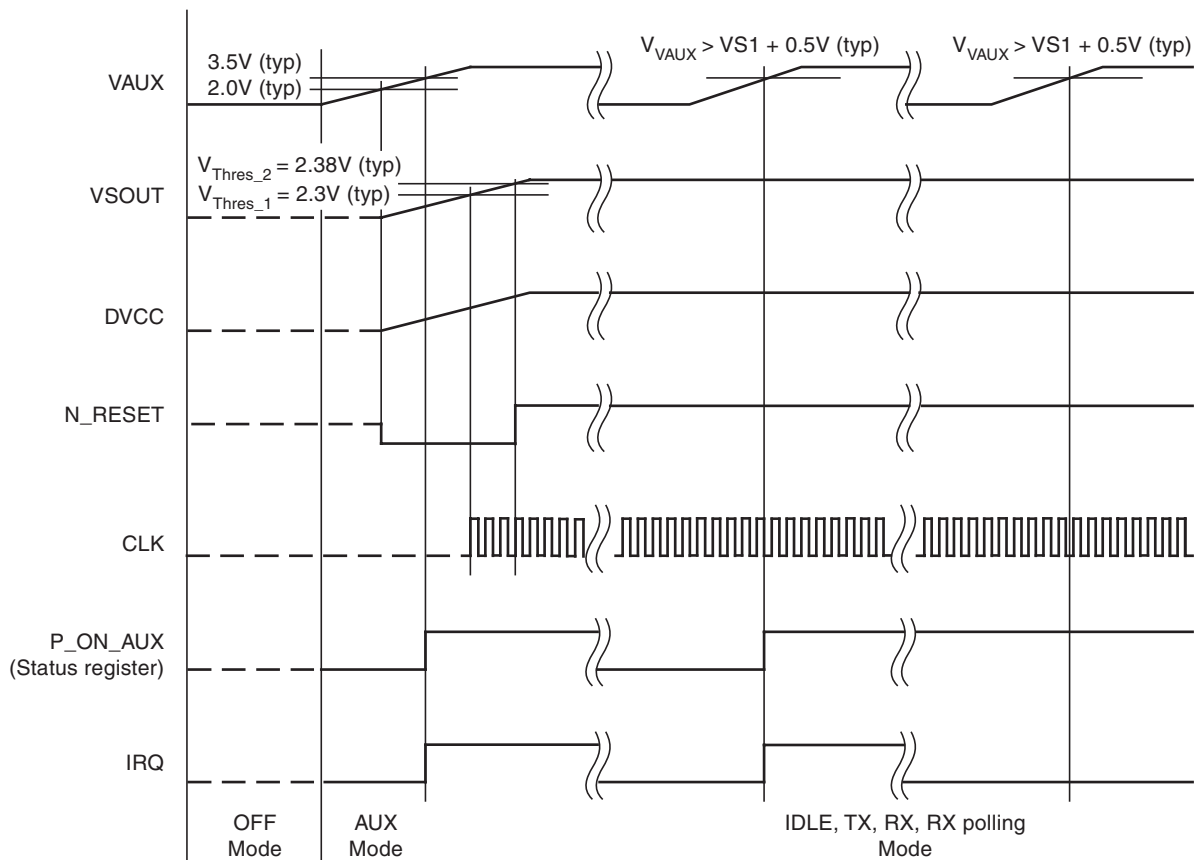 V_VAUX > VS1 + 0.5V (typ)
V_VAUX > VS1 + 0.5V (typ)
3.5V (typ)
VAUX
2.0V (typ)
V_Thres_2 = 2.38V (typ)
VSOUT
V_Thres_1 = 2.3V (typ)
DVCC
N_RESET
CLK
P_ON_AUX
(Status register)
IRQ
OFF
Mode
AUX
Mode
IDLE, TX, RX, RX polling
Mode